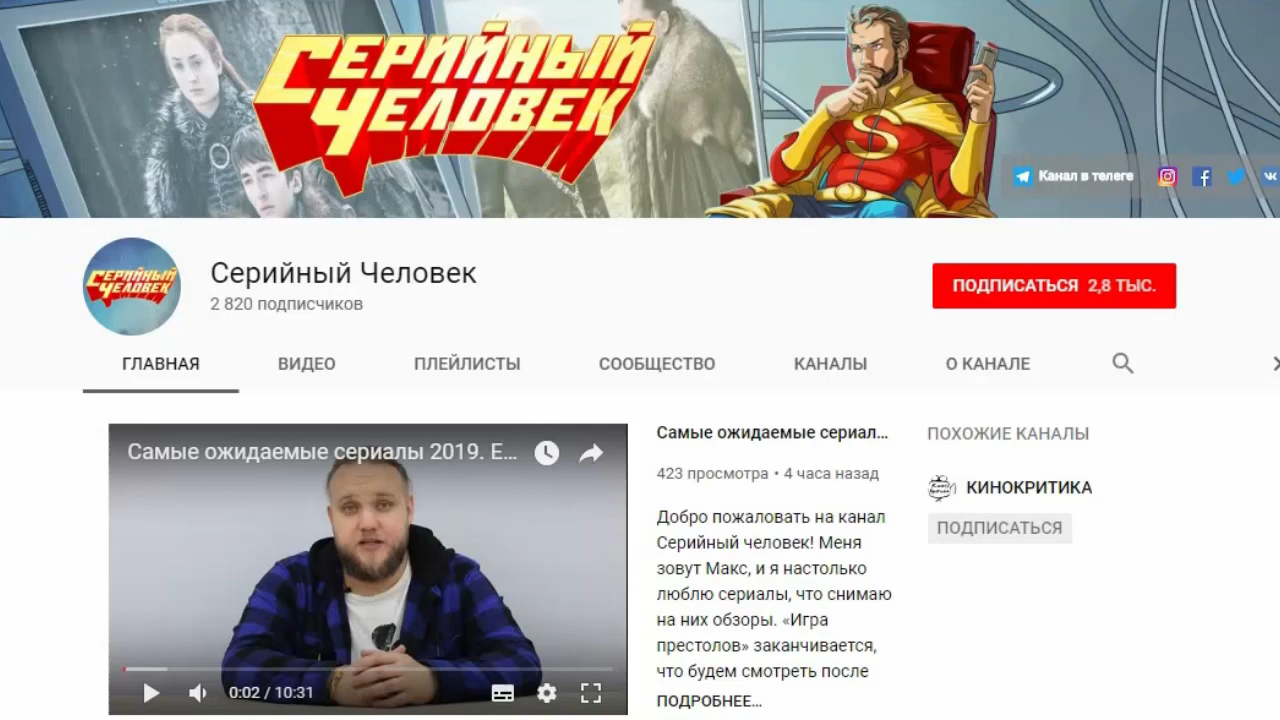 СЕРИЙНЫЙ
ЧЕЛОВЕК
S
Канал в телеге
СЕРИЙНЫЙ
ЧЕЛОВЕК
Серийный Человек
2 820 подписчиков
ПОДПИСАТЬСЯ 2,8 ТЫС.
ГЛАВНАЯ ВИДЕО ПЛЕЙЛИСТЫ СООБЩЕСТВО КАНАЛЫ О КАНАЛЕ
Самые ожидаемые сериалы 2019. Е...
0:02 / 10:31
Самые ожидаемые сериал...
423 просмотра • 4 часа назад
Добро пожаловать на канал
Серийный человек! Меня
зовут Макс, и я настолько
люблю сериалы, что снимаю
на них обзоры. «Игра
престолов» заканчивается,
что будем смотреть после
ПОДРОБНЕЕ...
ПОХОЖИЕ КАНАЛЫ
КИНОКРИТИКА
ПОДПИСАТЬСЯ